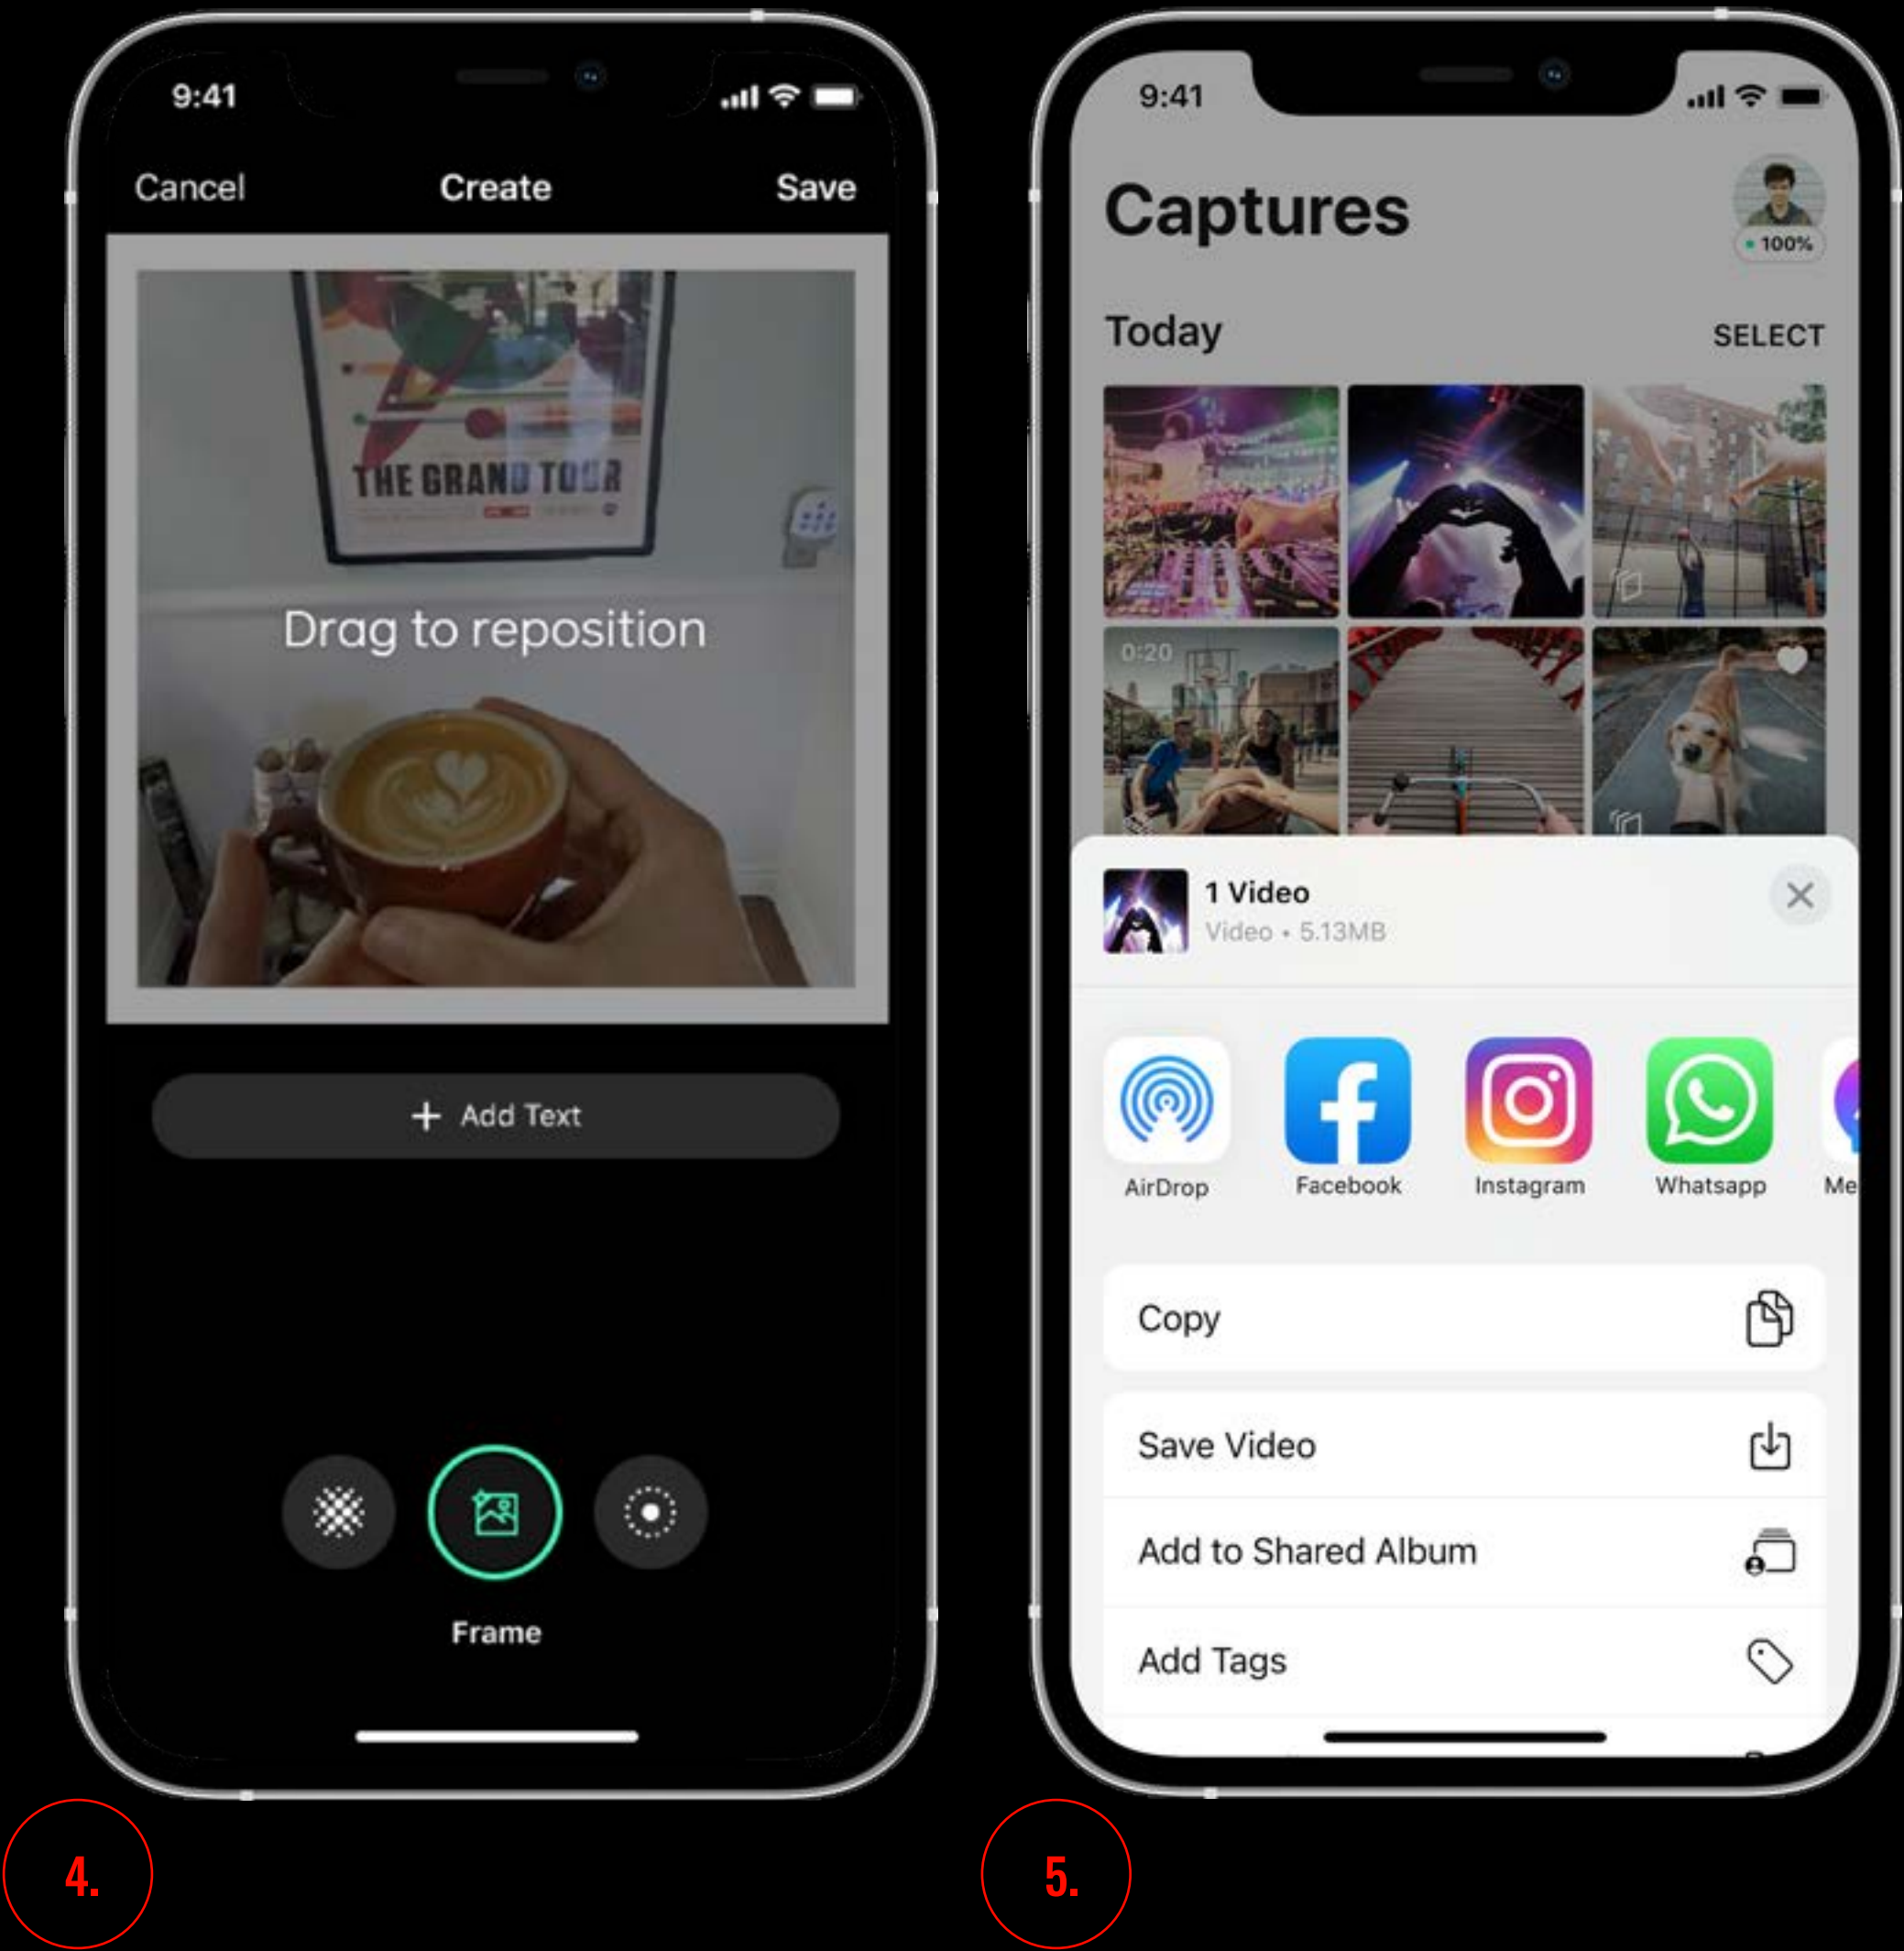 9:41
Cancel
Create
Save
THE GRAND TOUR
Drag to reposition
+ Add Text
Frame
4.
9:41
Captures
100%
Today
SELECT
0:20
1 Video
Video • 5.13MB
AirDrop
Facebook
Instagram
Whatsapp
Me
Copy
Save Video
Add to Shared Album
Add Tags
5.